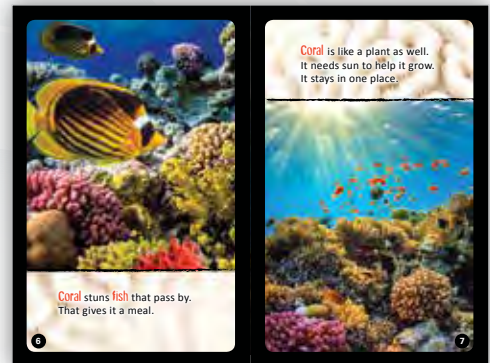 Coral stuns fish that pass by.
That gives it a meal.
6
Coral is like a plant as well.
It needs sun to help it grow.
It stays in one place.
7